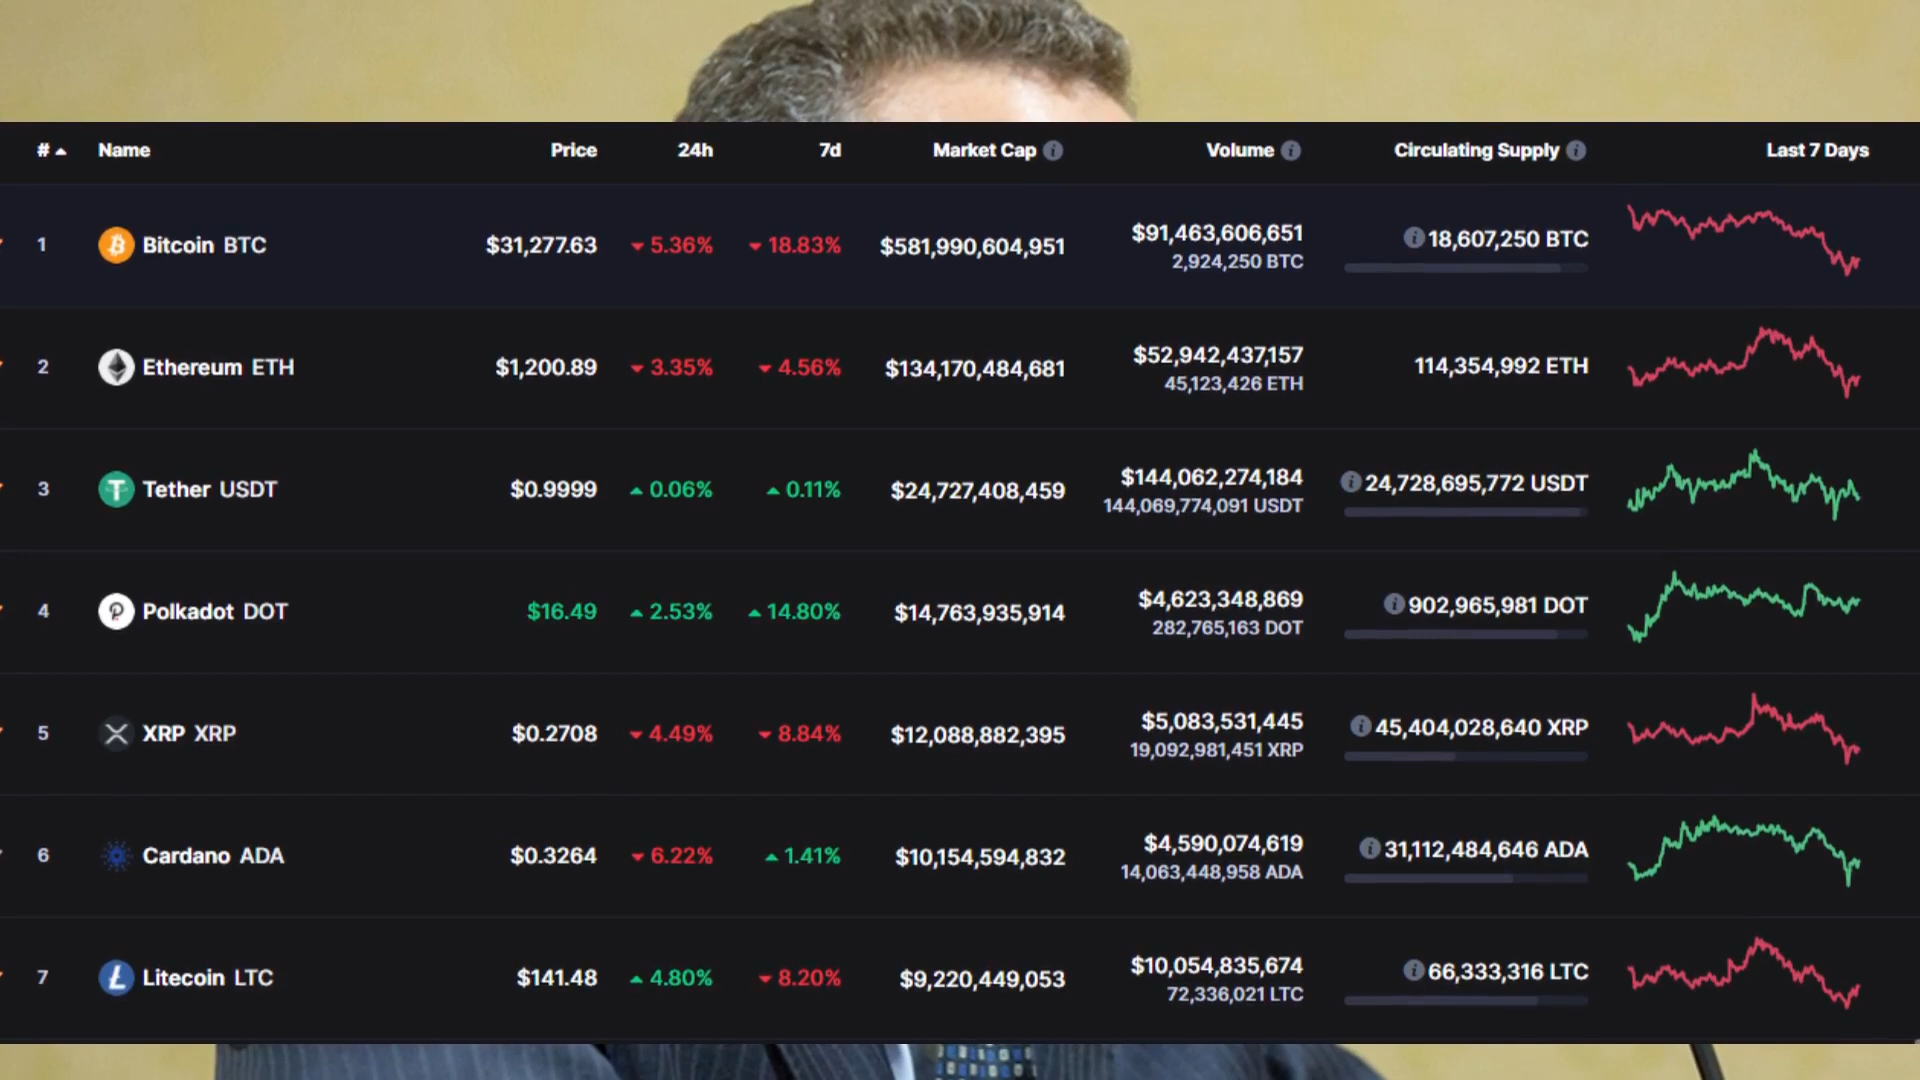 # Name Price 24h 7d Market Cap Volume Circulating Supply Last 7 Days
1 Bitcoin BTC $31,277.63 5.36% 18.83% $581,990,604,951 $91,463,606,651 18,607,250 BTC
2,924,250 BTC
2 Ethereum ETH $1,200.89 3.35% 4.56% $134,170,484,681 $52,942,437,157 114,354,992 ETH
45,123,426 ETH
3 Tether USDT $0.9999 0.06% 0.11% $24,727,408,459 $144,062,274,184 24,728,695,772 USDT
144,069,774,091 USDT
4 Polkadot DOT $16.49 2.53% 14.80% $14,763,935,914 $4,623,348,869 902,965,981 DOT
282,765,163 DOT
5 XRP XRP $0.2708 4.49% 8.84% $12,088,882,395 $5,083,531,445 45,404,028,640 XRP
19,092,981,451 XRP
6 Cardano ADA $0.3264 6.22% 1.41% $10,154,594,832 $4,590,074,619 31,112,484,646 ADA
14,063,448,958 ADA
7 Litecoin LTC $141.48 4.80% 8.20% $9,220,449,053 $10,054,835,674 66,333,316 LTC
72,336,021 LTC